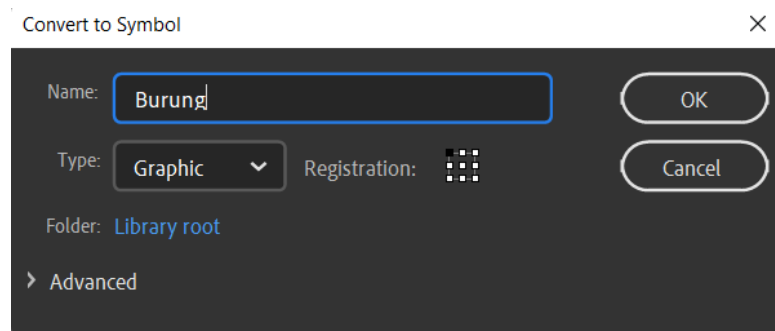 Convert to Symbol
Name: Burung OK
Type: Graphic Registration: Cancel
Folder: Library root
Advanced